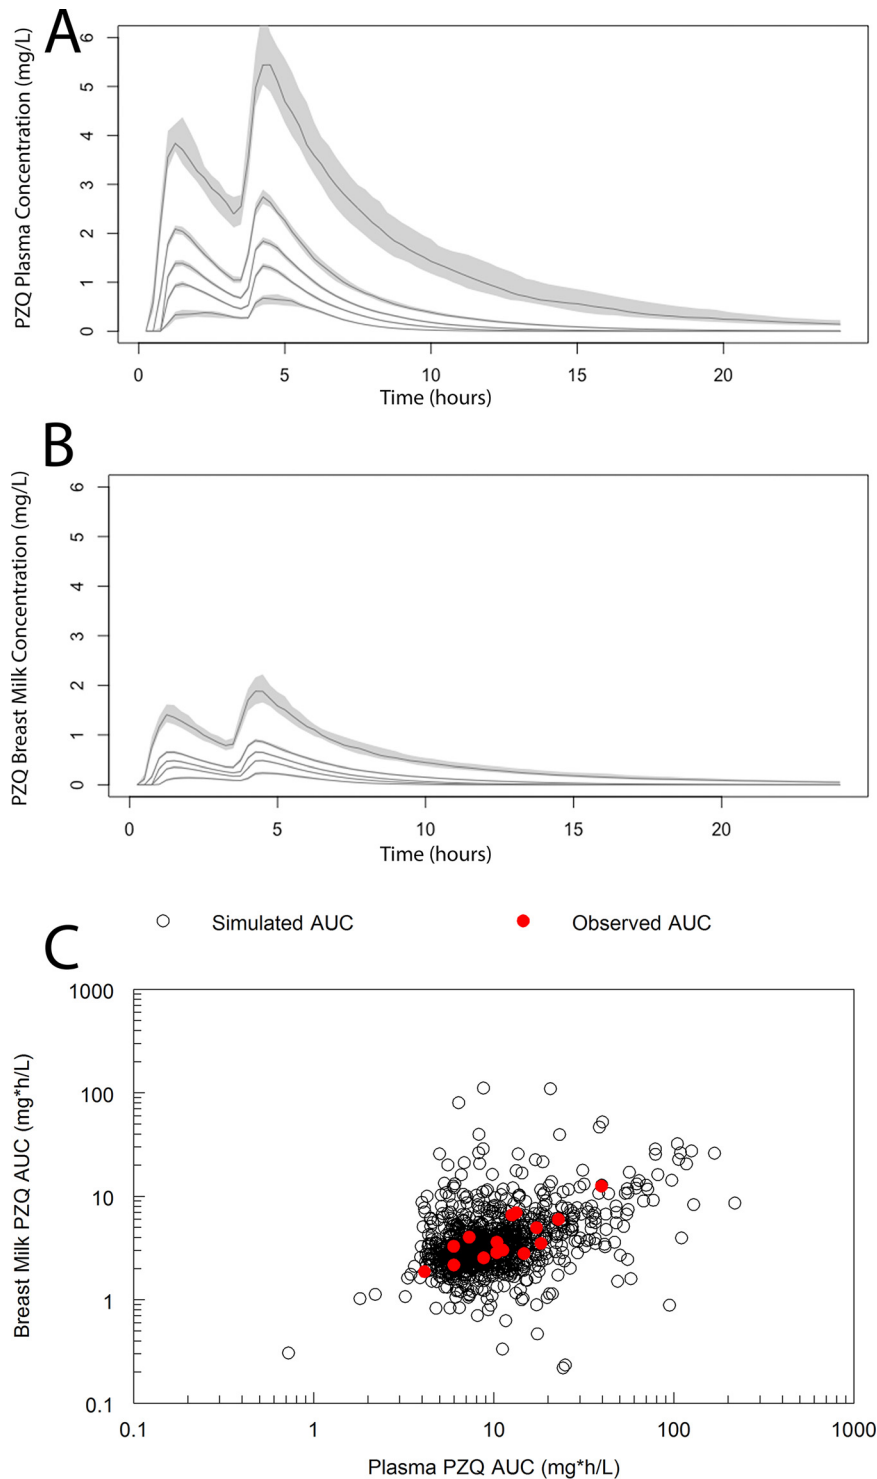 A
PZQ Plasma Concentration (mg/L)
6
5
4
3
2
1
0
0 5 10 15 20
Time (hours)
B
PZQ Breast Milk Concentration (mg/L)
6
5
4
3
2
1
0
0 5 10 15 20
Time (hours)
Simulated AUC Observed AUC
C
Breast Milk PZQ AUC (mg*h/L)
1000
100
10
1
0.1
0.1 1 10 100 1000
Plasma PZQ AUC (mg*h/L)